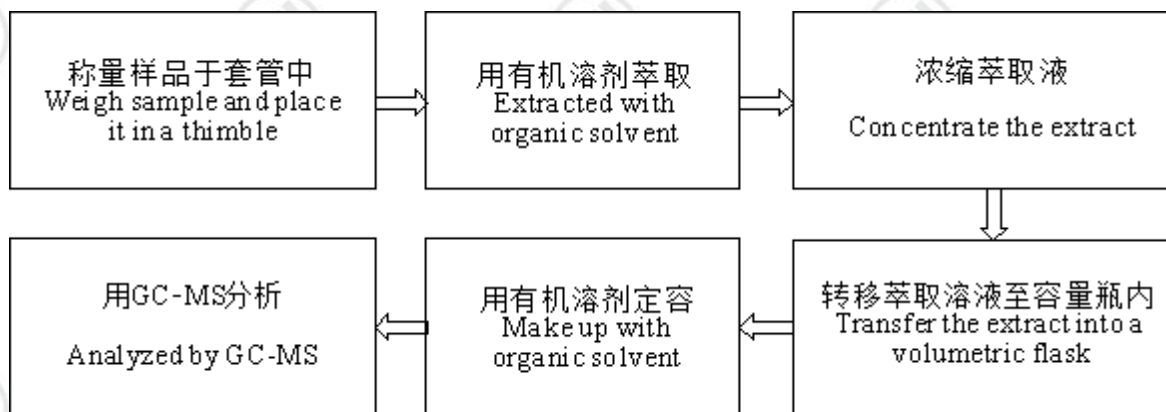 称量样品于套管中
Weigh sample and place
it in a thimble
用有机溶剂萃取
Extracted with
organic solvent
浓缩萃取液
Concentrate the extract
转移萃取溶液至容量瓶内
Transfer the extract into a
volumetric flask
用有机溶剂定容
Make up with
organic solvent
用GC-MS分析
Analyzed by GC-MS